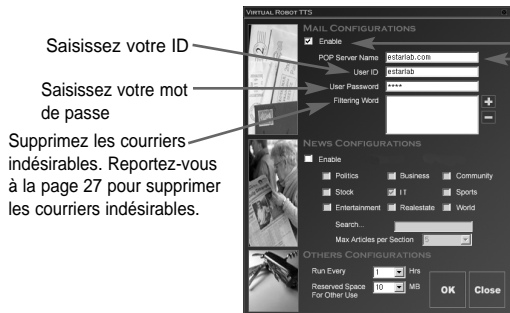 Saisissez votre ID
Saisissez votre mot
de passe
Supprimez les courriers
indésirables. Reportez-vous
à la page 27 pour supprimer
les courriers indésirables.
VIRTUAL ROBOT TTS
MAIL CONFIGURATIONS
Enable
POP Server Name estarlab.com
User ID estarlab
User Password ****
Filtering Word
NEWS CONFIGURATIONS
Enable
Politics Business Community
Stock IT Sports
Entertainment Realestate World
Search...
Max Articles per Section
OTHERS CONFIGURATIONS
Run Every 1 Hrs
Reserved Space 10 MB
For Other Use
OK Close